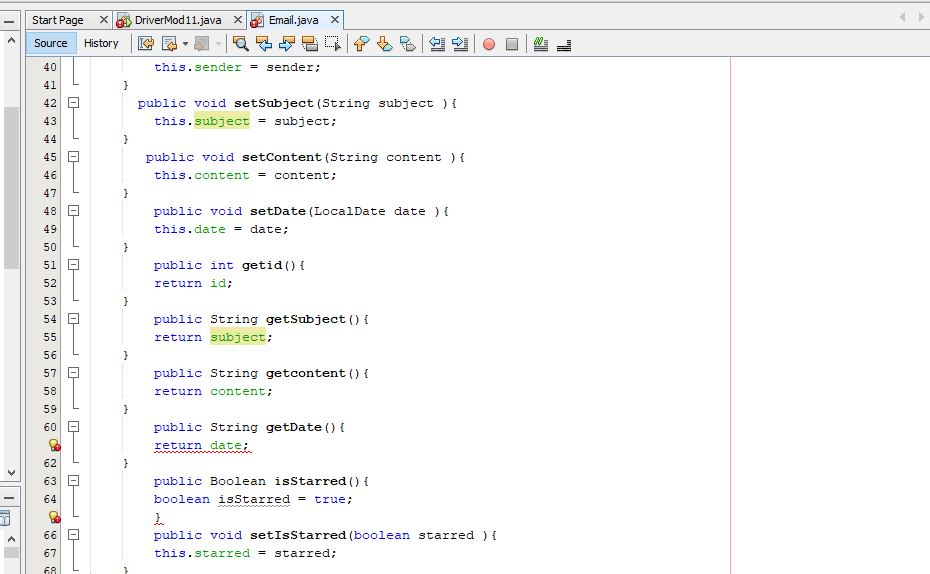 Start Page DriverMod11.java Email.java
Source History
40 this.sender = sender;
41 }
42 public void setSubject(String subject ){
43 this.subject = subject;
44 }
45 public void setContent(String content ){
46 this.content = content;
47 }
48 public void setDate(LocalDate date ){
49 this.date = date;
50 }
51 public int getid(){
52 return id;
53 }
54 public String getSubject(){
55 return subject;
56 }
57 public String getcontent(){
58 return content;
59 }
60 public String getDate(){
return date;
62 }
63 public Boolean isStarred(){
64 boolean isStarred = true;
}
66 public void setIsStarred(boolean starred ){
67 this.starred = starred;
68 }